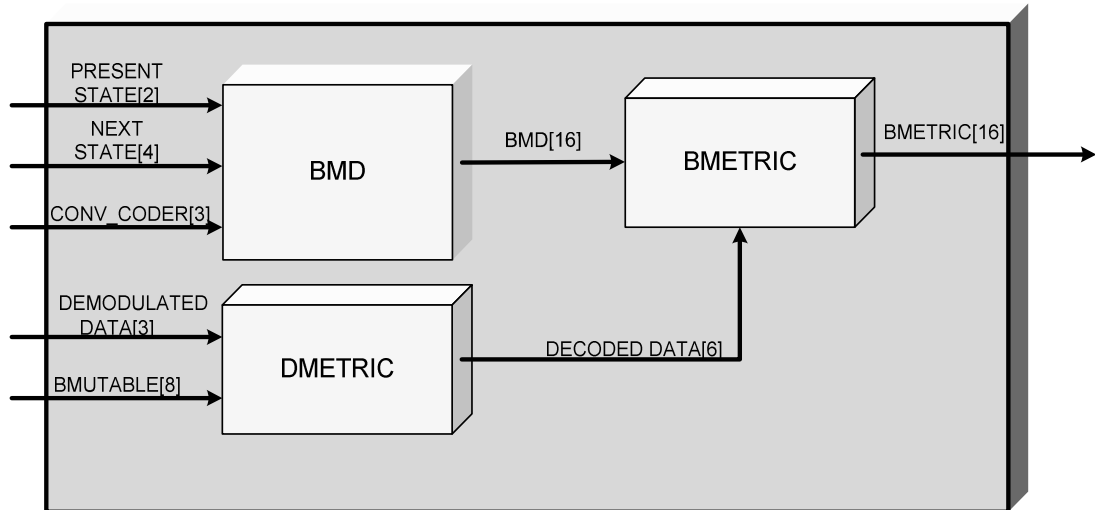 PRESENT
STATE[2]
NEXT
STATE[4]
CONV_CODER[3]
BMD
BMD[16]
BMETRIC
BMETRIC[16]
DEMODULATED
DATA[3]
BMUTABLE[8]
DMETRIC
DECODED DATA[6]